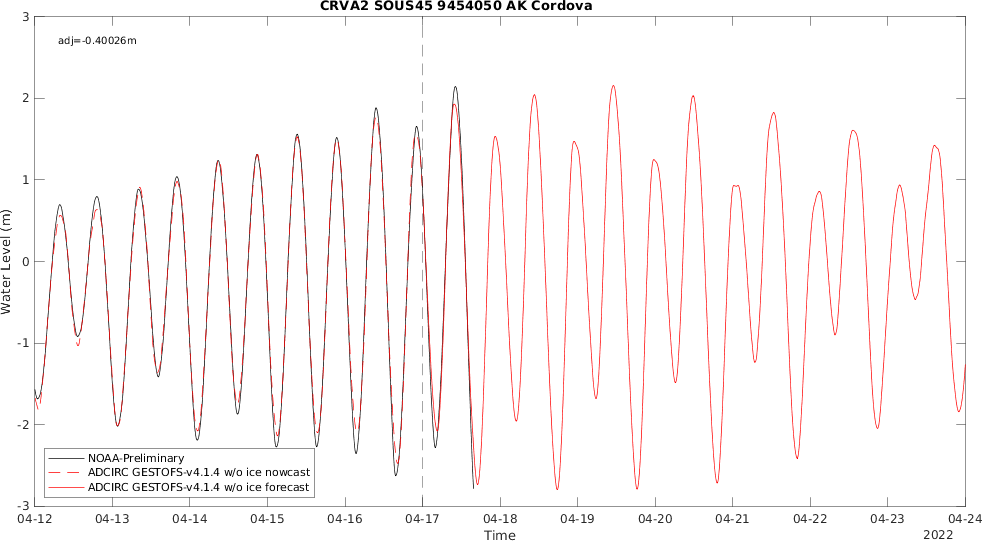 CRVA2 SOUS45 9454050 AK Cordova
adj=-0.40026m
3
2
1
0
-1
-2
-3
Water Level (m)
NOAA-Preliminary
ADCIRC GESTOFS-v4.1.4 w/o ice nowcast
ADCIRC GESTOFS-v4.1.4 w/o ice forecast
04-12 04-13 04-14 04-15 04-16 04-17 04-18 04-19 04-20 04-21 04-22 04-23 04-24
Time
2022